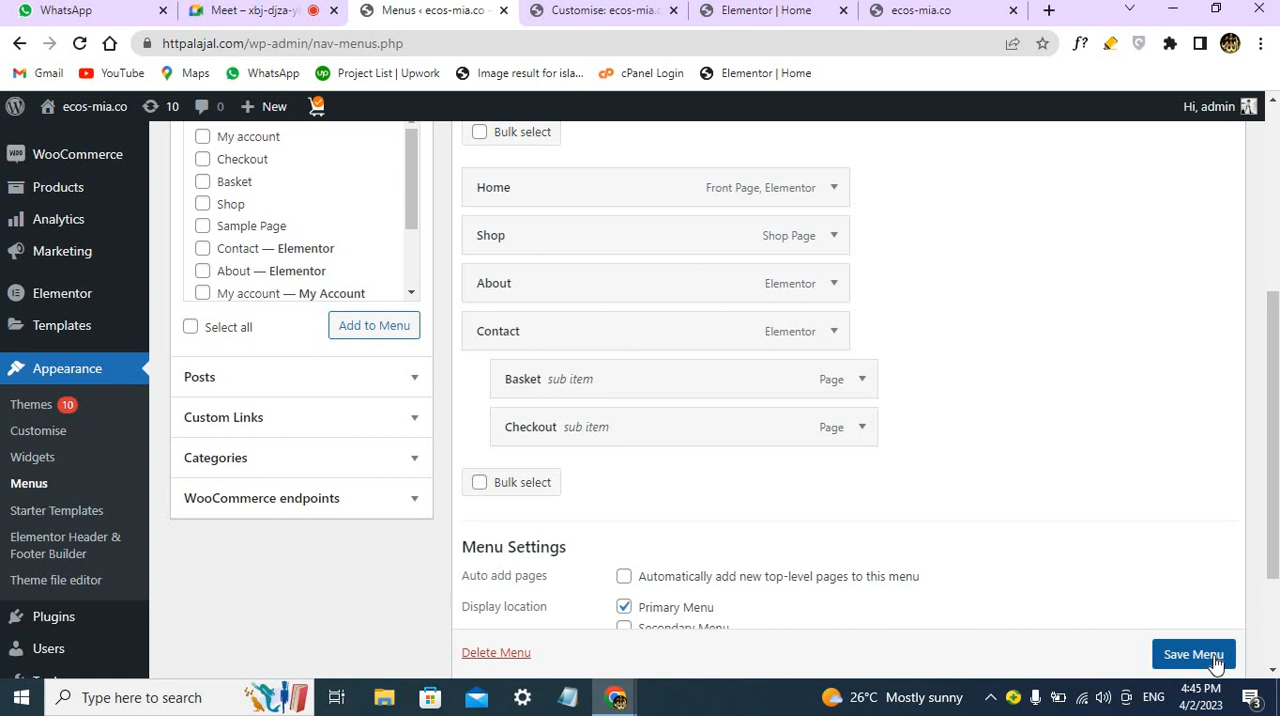 WhatsApp
Meet – xbj-djza-yi
Menus ‹ ecos-mia.co —
Customise: ecos-mia.c
Elementor | Home
ecos-mia.co
httpalajal.com/wp-admin/nav-menus.php
f?
Gmail
YouTube
Maps
WhatsApp
Project List | Upwork
Image result for isla...
cPanel Login
Elementor | Home
ecos-mia.co
10
0
New
Hi, admin
WooCommerce
Products
Analytics
Marketing
Elementor
Templates
Appearance
Themes 10
Customise
Widgets
Menus
Starter Templates
Elementor Header &
Footer Builder
Theme file editor
Plugins
Users
My account
Checkout
Basket
Shop
Sample Page
Contact — Elementor
About — Elementor
My account — My Account
Select all
Add to Menu
Posts
Custom Links
Categories
WooCommerce endpoints
Bulk select
Home Front Page, Elementor
Shop Shop Page
About Elementor
Contact Elementor
Basket sub item Page
Checkout sub item Page
Bulk select
Menu Settings
Auto add pages Automatically add new top-level pages to this menu
Display location Primary Menu
Secondary Menu
Delete Menu
Save Menu
Type here to search
26°C Mostly sunny
ENG
4:45 PM
4/2/2023
3